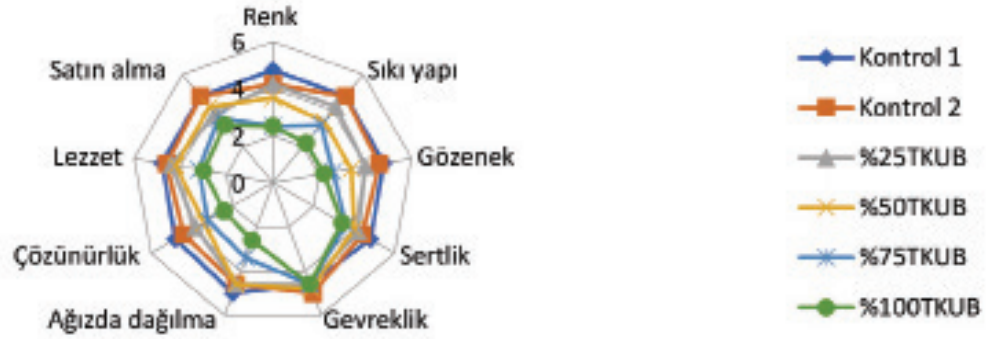 Renk
6
Satın alma
Sıkı yapı
4
2
Lezzet
Gözenek
0
Çözünürlük
Sertlik
Ağızda dağılma
Gevreklik
Kontrol 1
Kontrol 2
%25TKUB
%50TKUB
%75TKUB
%100TKUB